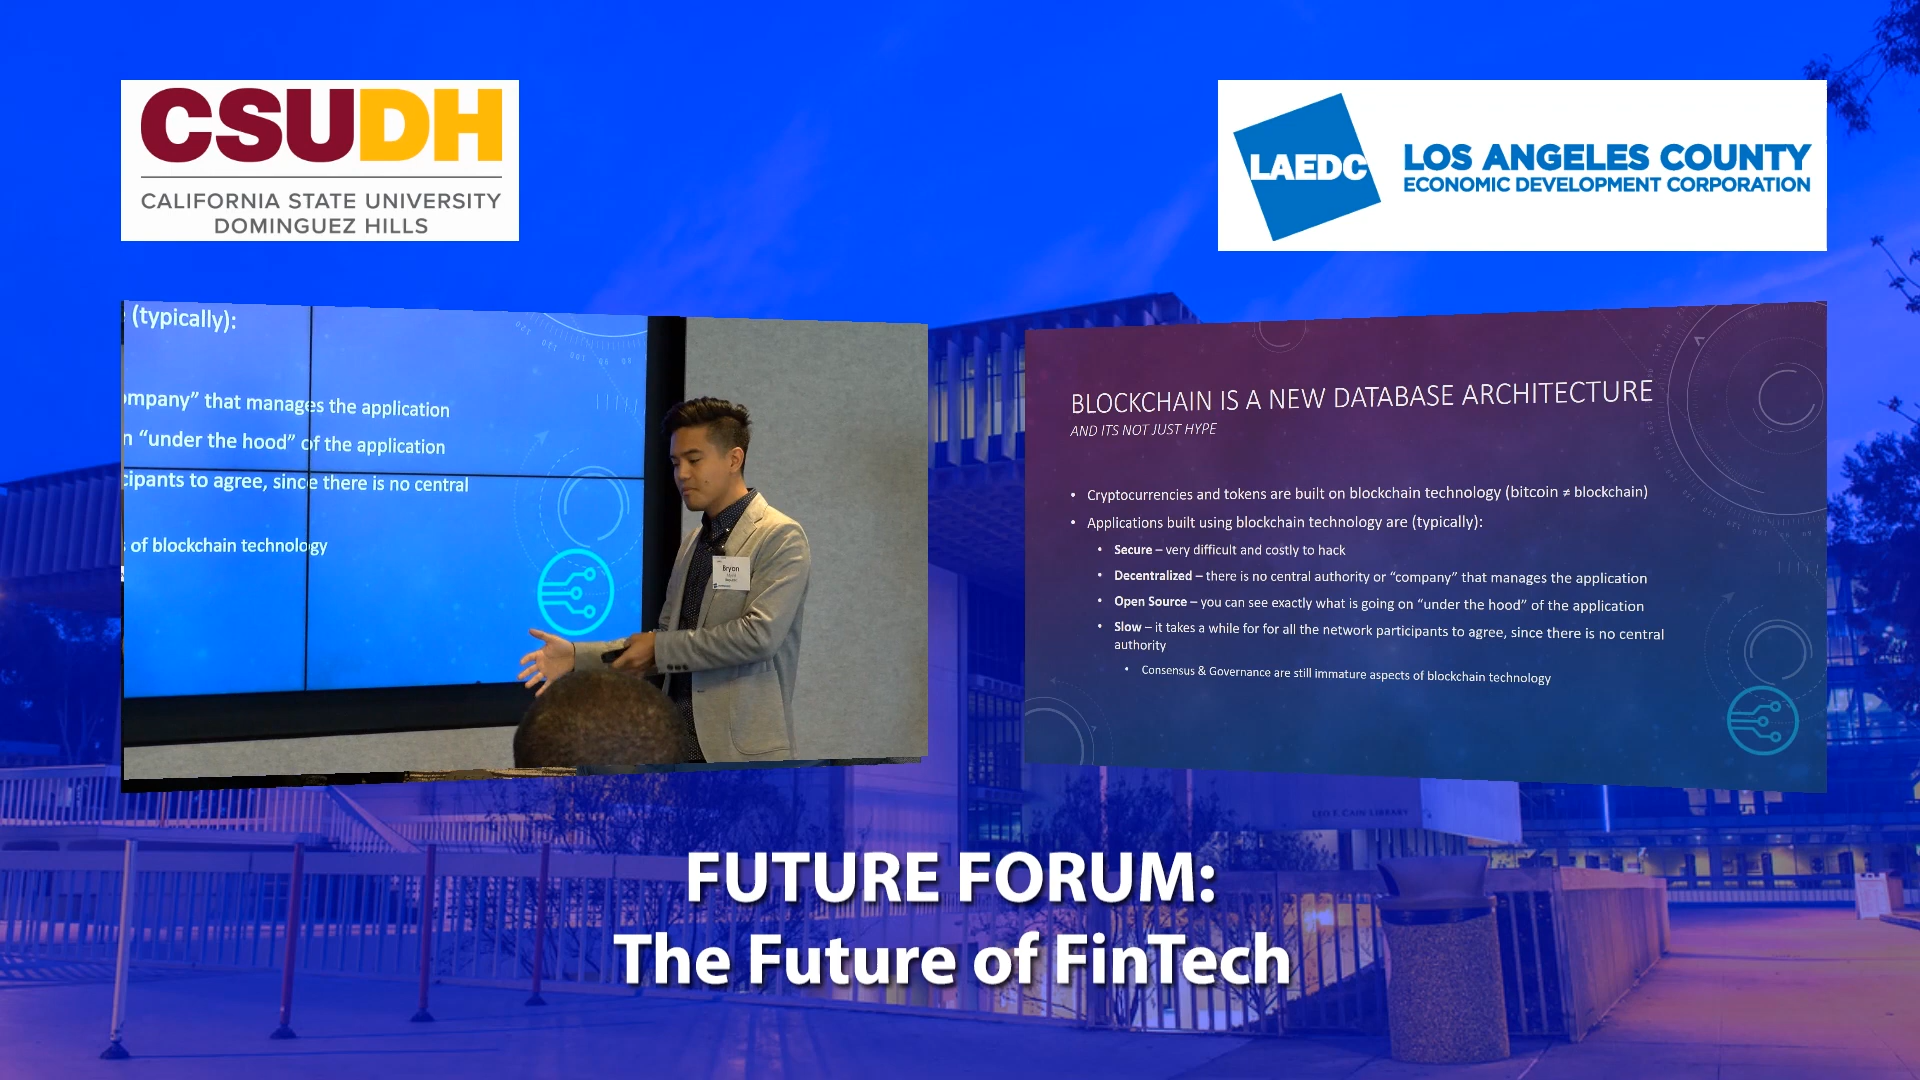 CSUDH
CALIFORNIA STATE UNIVERSITY
DOMINGUEZ HILLS
LAEDC
LOS ANGELES COUNTY
ECONOMIC DEVELOPMENT CORPORATION
(typically):
ompany” that manages the application
n “under the hood” of the application
cipants to agree, since there is no central
of blockchain technology
Bryon
BLOCKCHAIN IS A NEW DATABASE ARCHITECTURE
AND ITS NOT JUST HYPE
• Cryptocurrencies and tokens are built on blockchain technology (bitcoin ≠ blockchain)
• Applications built using blockchain technology are (typically):
• Secure – very difficult and costly to hack
• Decentralized – there is no central authority or “company” that manages the application
• Open Source – you can see exactly what is going on “under the hood” of the application
• Slow – it takes a while for for all the network participants to agree, since there is no central
authority
• Consensus & Governance are still immature aspects of blockchain technology
LEO F. CAIN LIBRARY
FUTURE FORUM:
The Future of FinTech